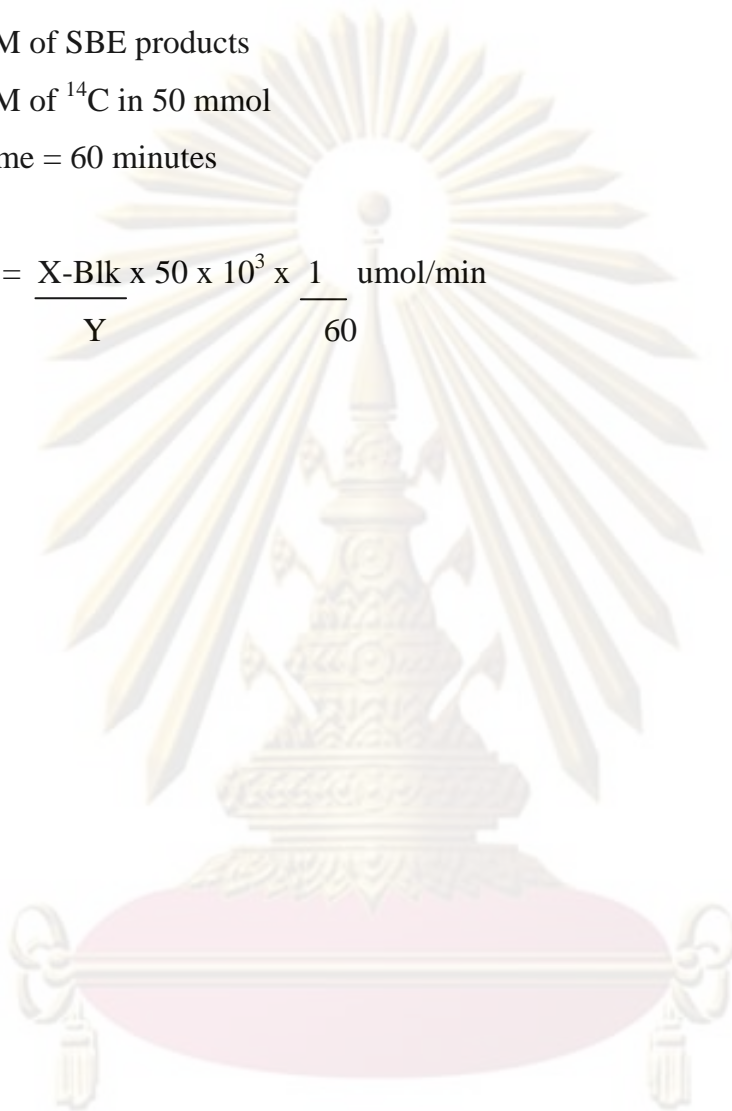 M of SBE products
M of ¹⁴C in 50 mmol
me = 60 minutes
= X-Blk x 50 x 10³ x 1 umol/min
Y 60